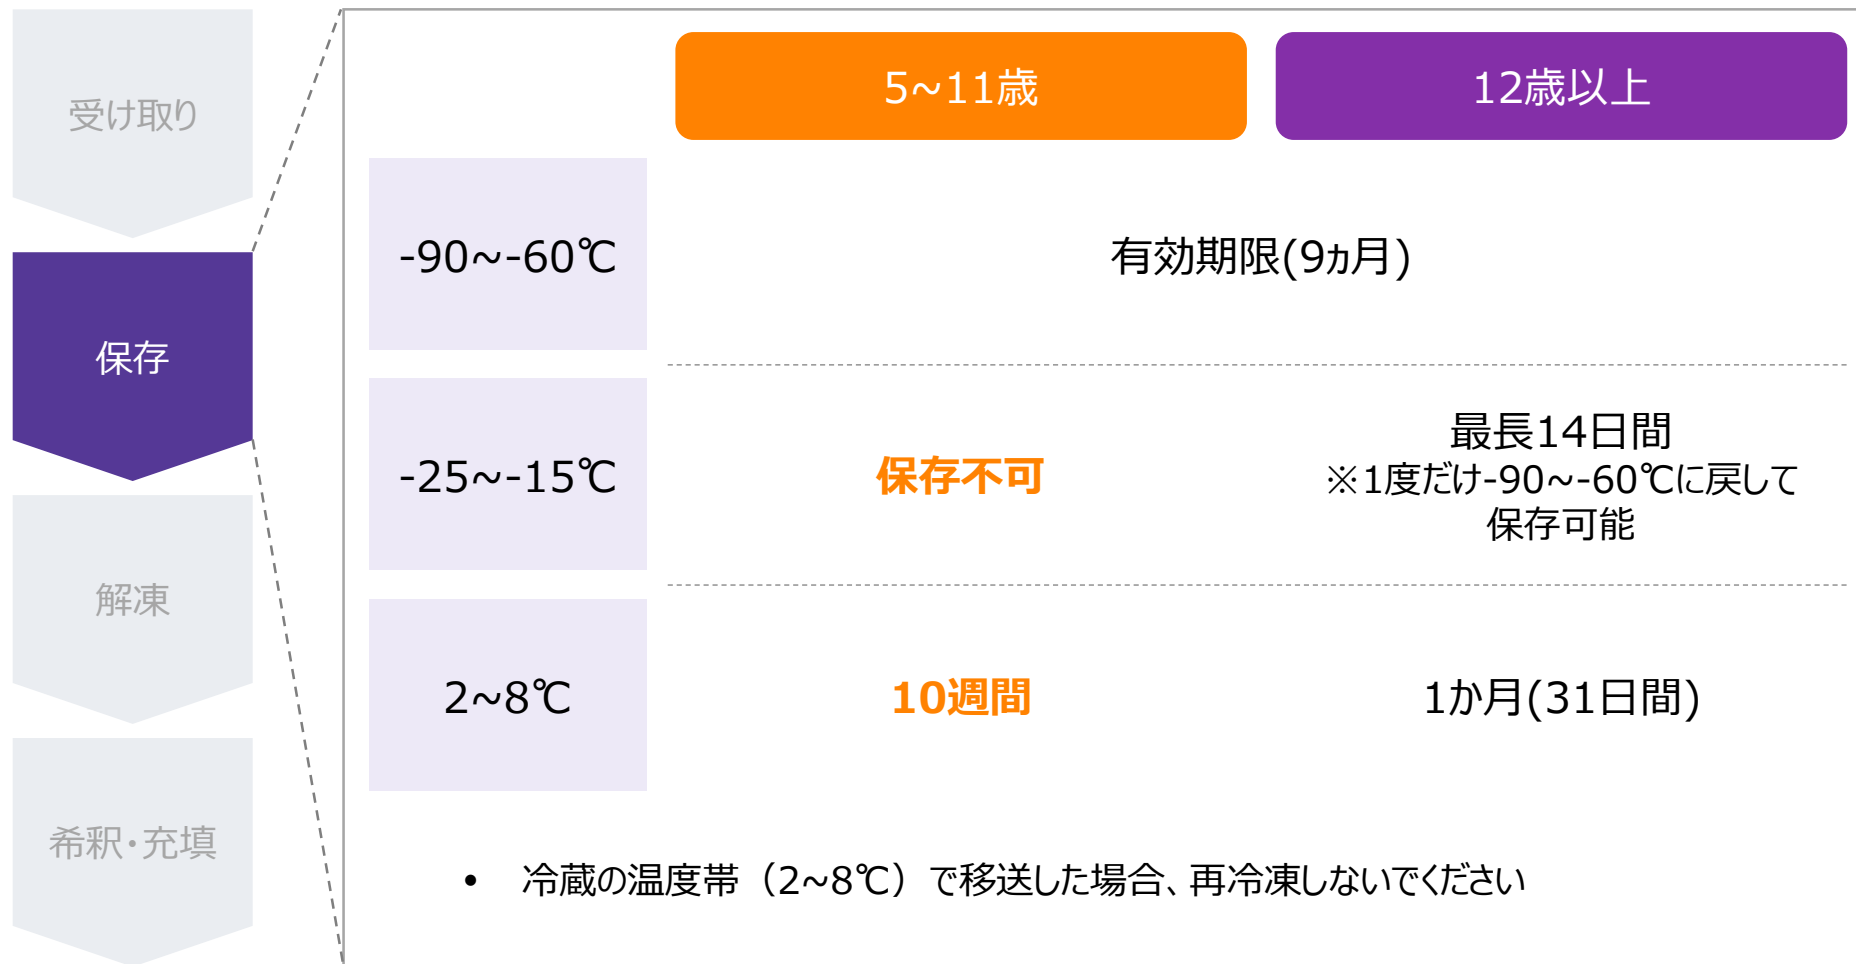 受け取り
保存
解凍
希釈・充填
5~11歳
12歳以上
-90~-60℃
有効期限(9ヵ月)
-25~-15℃
保存不可
最長14日間
※1度だけ-90~-60℃に戻して
保存可能
2~8℃
10週間
1か月(31日間)
• 冷蔵の温度帯（2~8℃）で移送した場合、再冷凍しないでください